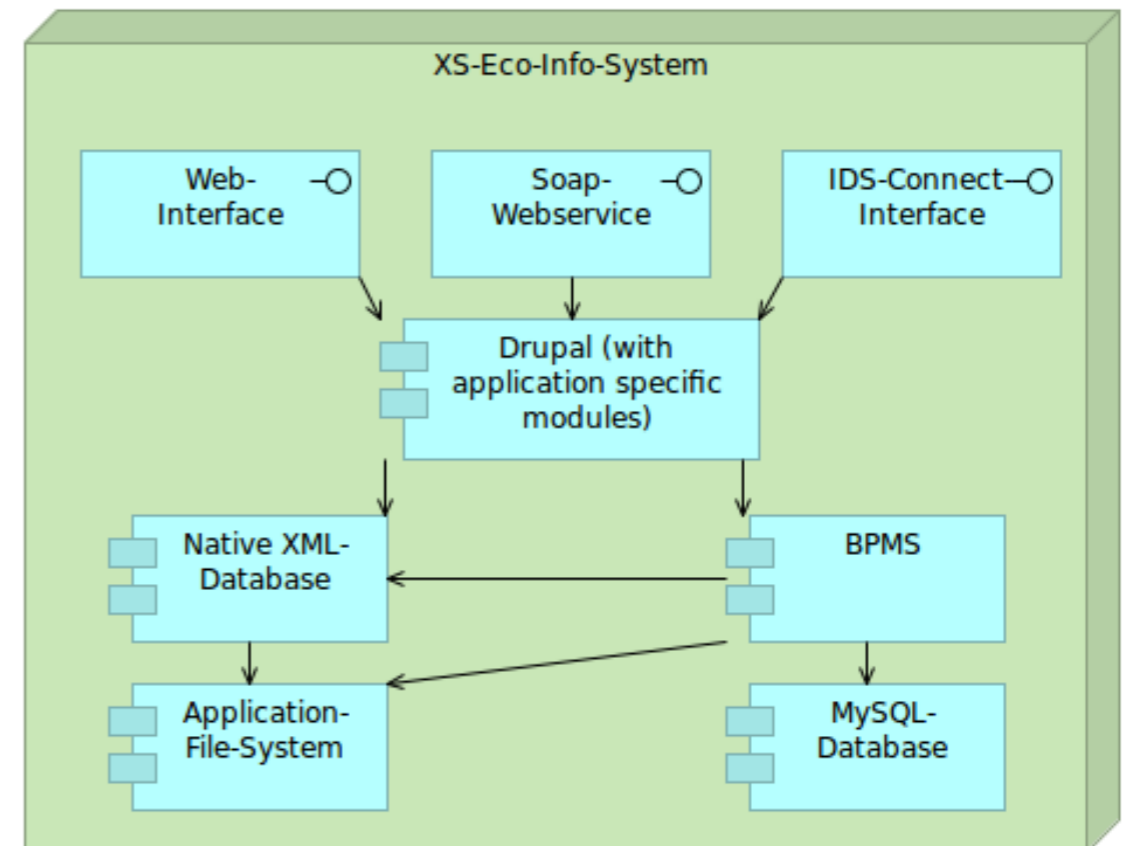 XS-Eco-Info-System
Web-
Interface
Soap-
Webservice
IDS-Connect
Interface
Drupal (with
application specific
modules)
Native XML-
Database
BPMS
Application-
File-System
MySQL-
Database